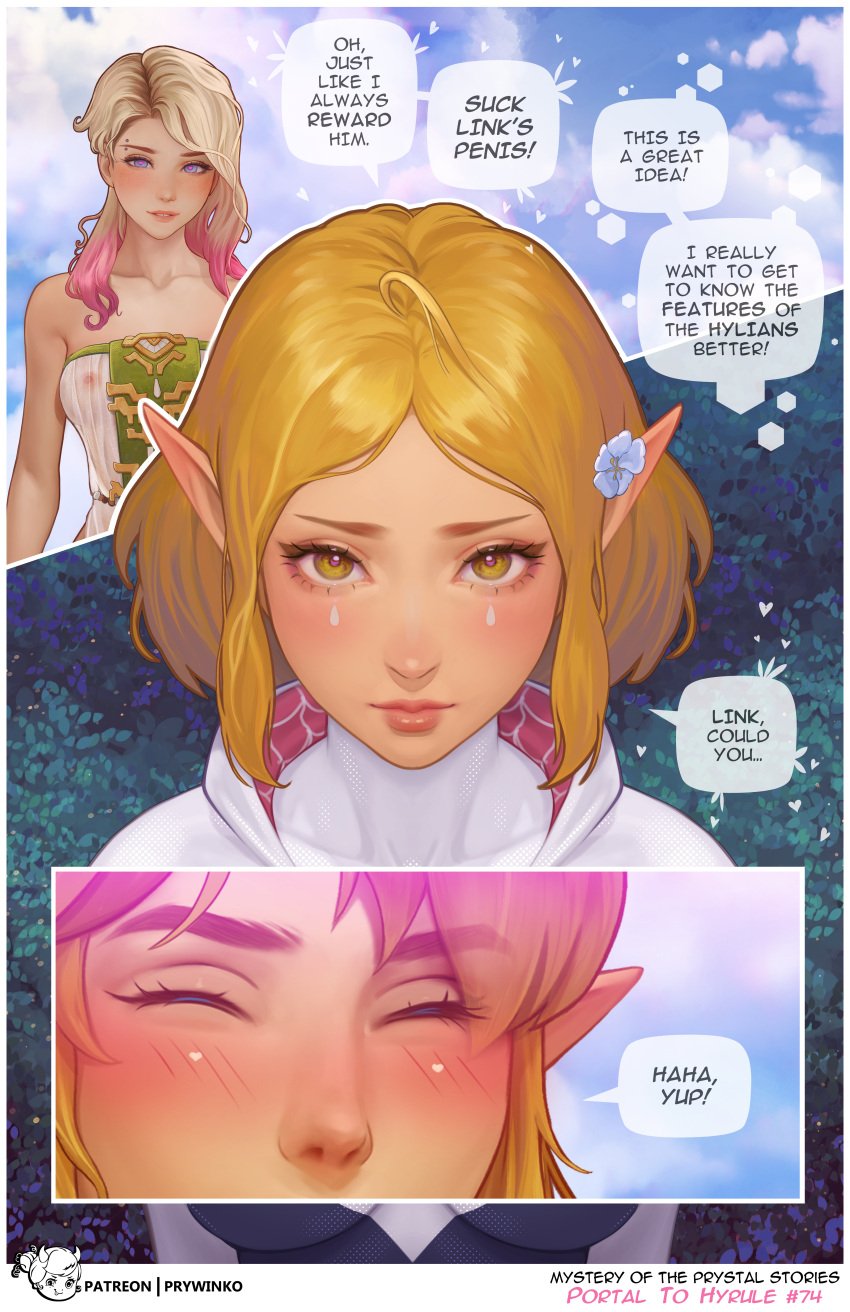 OH,
JUST
LIKE I
ALWAYS
REWARD
HIM.
SUCK
LINK'S
PENIS!
THIS IS
A GREAT
IDEA!
I REALLY
WANT TO GET
TO KNOW THE
FEATURES OF
THE HYLIANS
BETTER!
LINK,
COULD
YOU...
HAHA,
YUP!
PATREON | PRYWINKO
MYSTERY OF THE PRYSTAL STORIES
PORTAL TO HYRULE #74